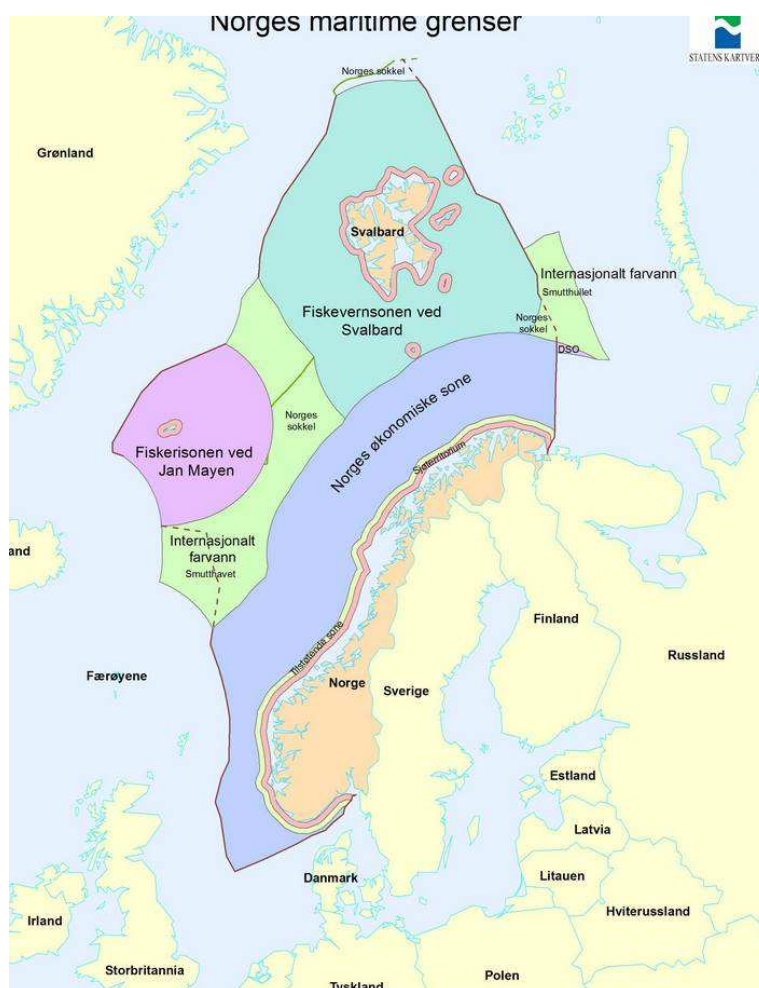 Norges maritime grenser
STATENS KARTVER
Norges sokkel
Grønland
Svalbard
Internasjonalt farvann
Smutthullet
Fiskevernsonen ved
Svalbard
Norges
sokkel
DSO
Norges økonomiske sone
Norges
sokkel
Fiskerisonen ved
Jan Mayen
Sjøterritorium
Internasjonalt
farvann
Smutthavet
and
Finland
Tilstøtende sone
Russland
Færøyene
Norge
Sverige
Estland
Latvia
Danmark
Litauen
Hviterussland
Irland
Storbritannia
Tyskland
Polen